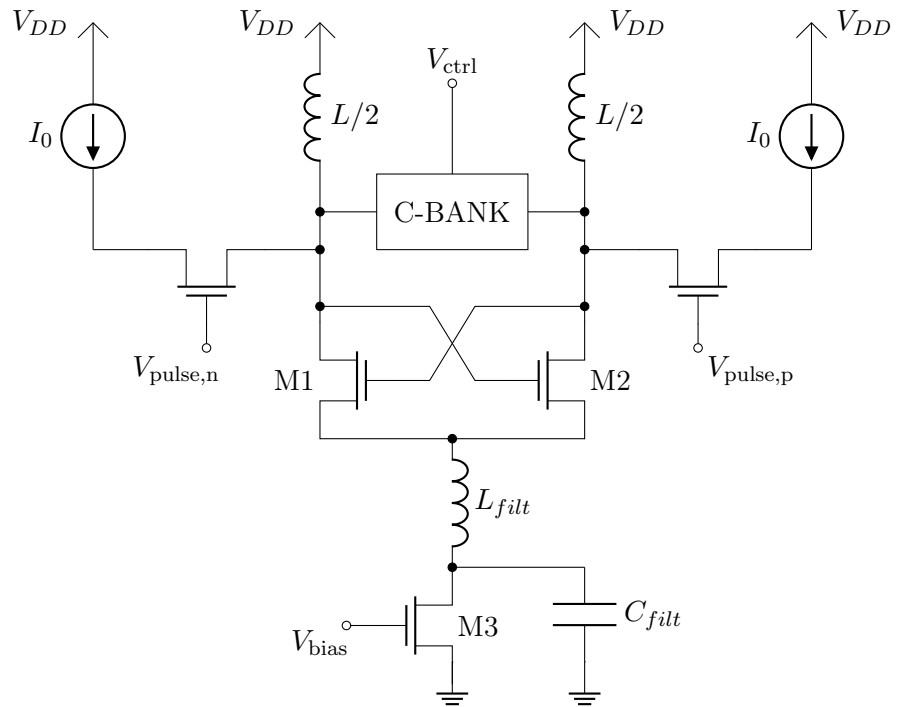 V_DD V_DD V_DD V_DD
V_ctrl
I_0 L/2 L/2 I_0
C-BANK
V_pulse,n M1 M2 V_pulse,p
L_filt
V_bias M3 C_filt